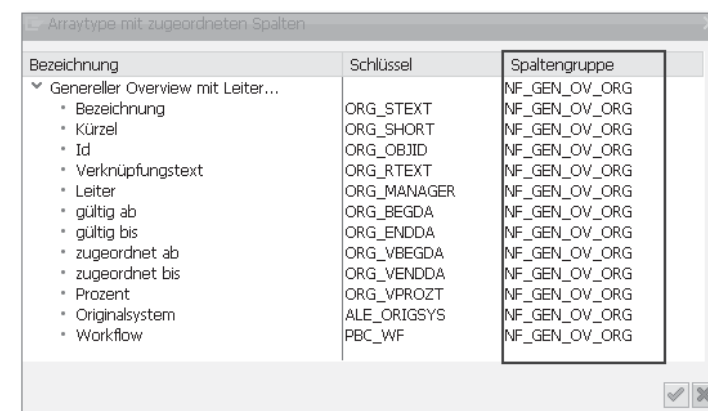 Arraytype mit zugeordneten Spalten
Bezeichnung Schlüssel Spaltengruppe
Genereller Overview mit Leiter... NF_GEN_OV_ORG
Bezeichnung ORG_STEXT NF_GEN_OV_ORG
Kürzel ORG_SHORT NF_GEN_OV_ORG
Id ORG_OBJID NF_GEN_OV_ORG
Verknüpfungstext ORG_RTEXT NF_GEN_OV_ORG
Leiter ORG_MANAGER NF_GEN_OV_ORG
gültig ab ORG_BEGDA NF_GEN_OV_ORG
gültig bis ORG_ENDDA NF_GEN_OV_ORG
zugeordnet ab ORG_VBEGDA NF_GEN_OV_ORG
zugeordnet bis ORG_VENDDA NF_GEN_OV_ORG
Prozent ORG_VPROZT NF_GEN_OV_ORG
Originalsystem ALE_ORIGSYS NF_GEN_OV_ORG
Workflow PBC_WF NF_GEN_OV_ORG